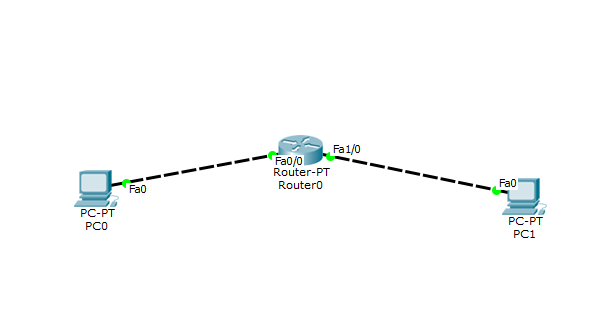 Fa0
PC-PT
PC0
Fa0/0
Fa1/0
Router-PT
Router0
Fa0
PC-PT
PC1